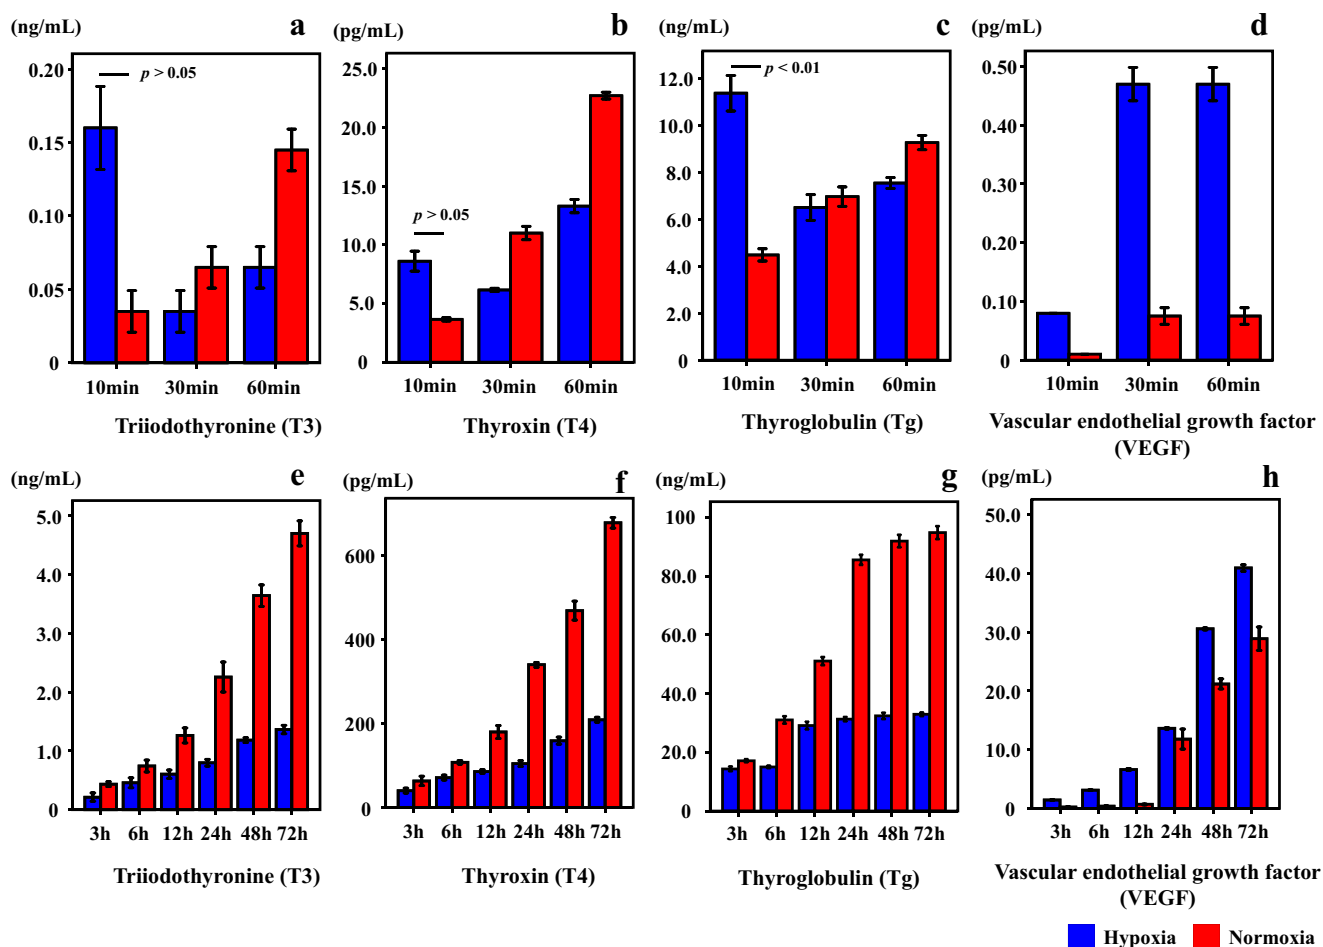 (ng/mL) a
0.20
0.15
0.10
0.05
0
p > 0.05
10min 30min 60min
Triiodothyronine (T3)
(pg/mL) b
25.0
20.0
15.0
10.0
5.0
0
p > 0.05
10min 30min 60min
Thyroxin (T4)
(ng/mL) c
12.0
10.0
8.0
6.0
4.0
2.0
0
p < 0.01
10min 30min 60min
Thyroglobulin (Tg)
(pg/mL) d
0.50
0.40
0.30
0.20
0.10
0
10min 30min 60min
Vascular endothelial growth factor
(VEGF)
(ng/mL) e
5.0
4.0
3.0
2.0
1.0
0
3h 6h 12h 24h 48h 72h
Triiodothyronine (T3)
(pg/mL) f
600
400
200
0
3h 6h 12h 24h 48h 72h
Thyroxin (T4)
(ng/mL) g
100
80.0
60.0
40.0
20.0
0
3h 6h 12h 24h 48h 72h
Thyroglobulin (Tg)
(pg/mL) h
50.0
40.0
30.0
20.0
10.0
0
3h 6h 12h 24h 48h 72h
Vascular endothelial growth factor
(VEGF)
Hypoxia Normoxia